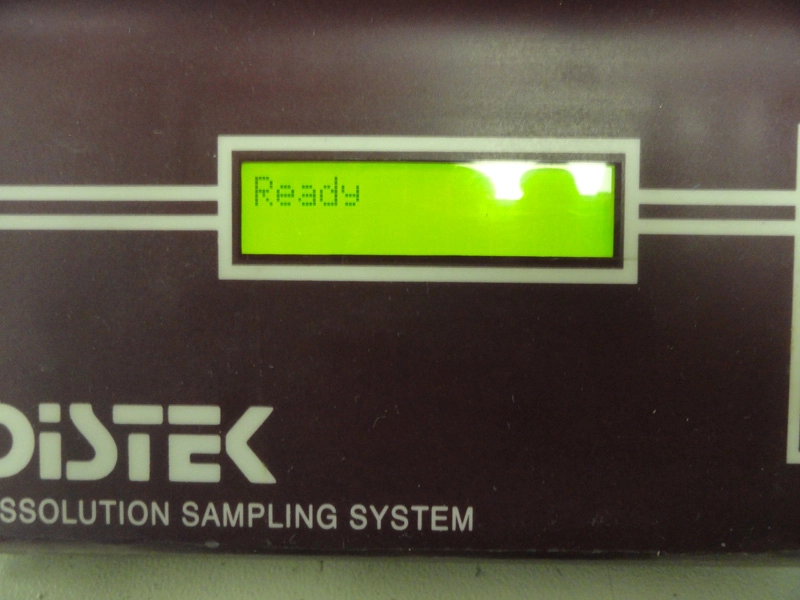 Ready
DiSTEK
SSOLUTION SAMPLING SYSTEM